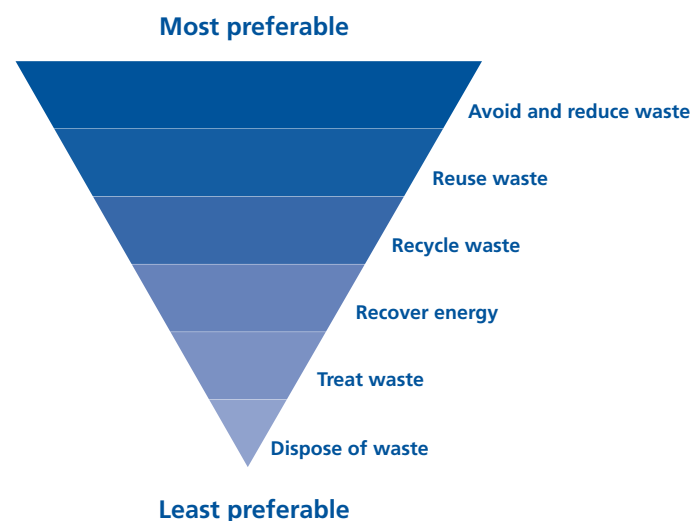 Most preferable
Avoid and reduce waste
Reuse waste
Recycle waste
Recover energy
Treat waste
Dispose of waste
Least preferable